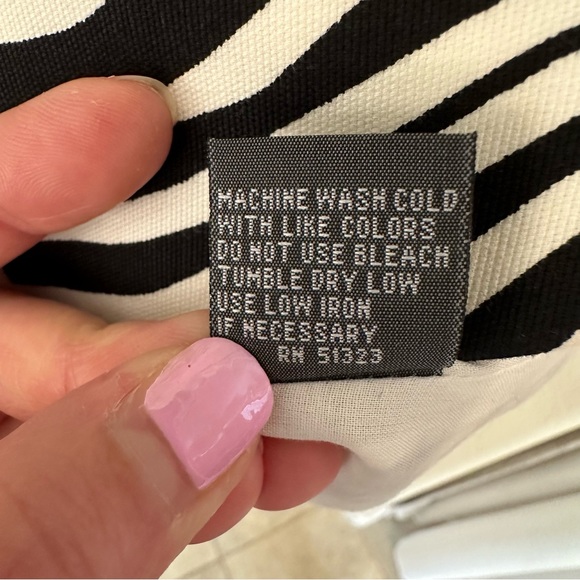 MACHINE WASH COLD
WITH LIKE COLORS
DO NOT USE BLEACH
TUMBLE DRY LOW
USE LOW IRON
IF NECESSARY
RN 51323